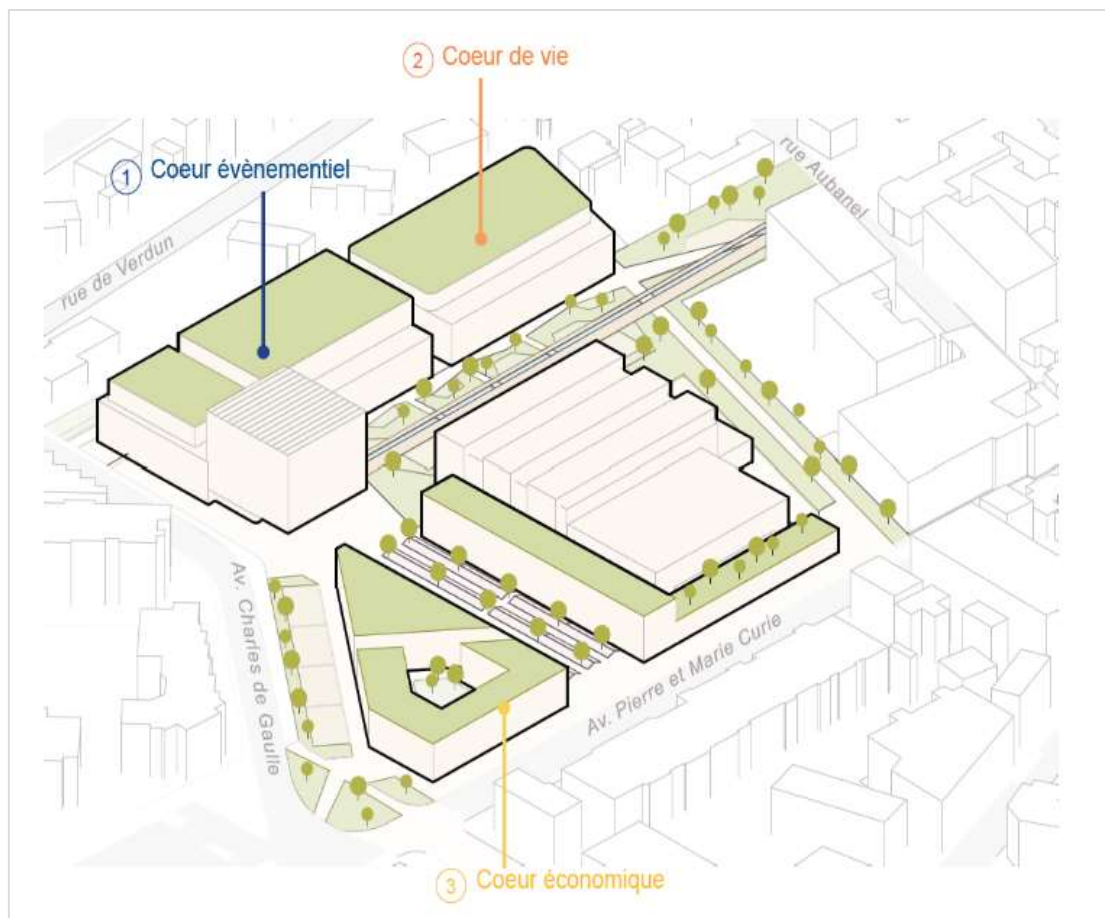 2 Coeur de vie
1 Coeur évènementiel
rue Aubanel
rue de Verdun
Av. Charles de Gaulle
Av. Pierre et Marie Curie
3 Coeur économique